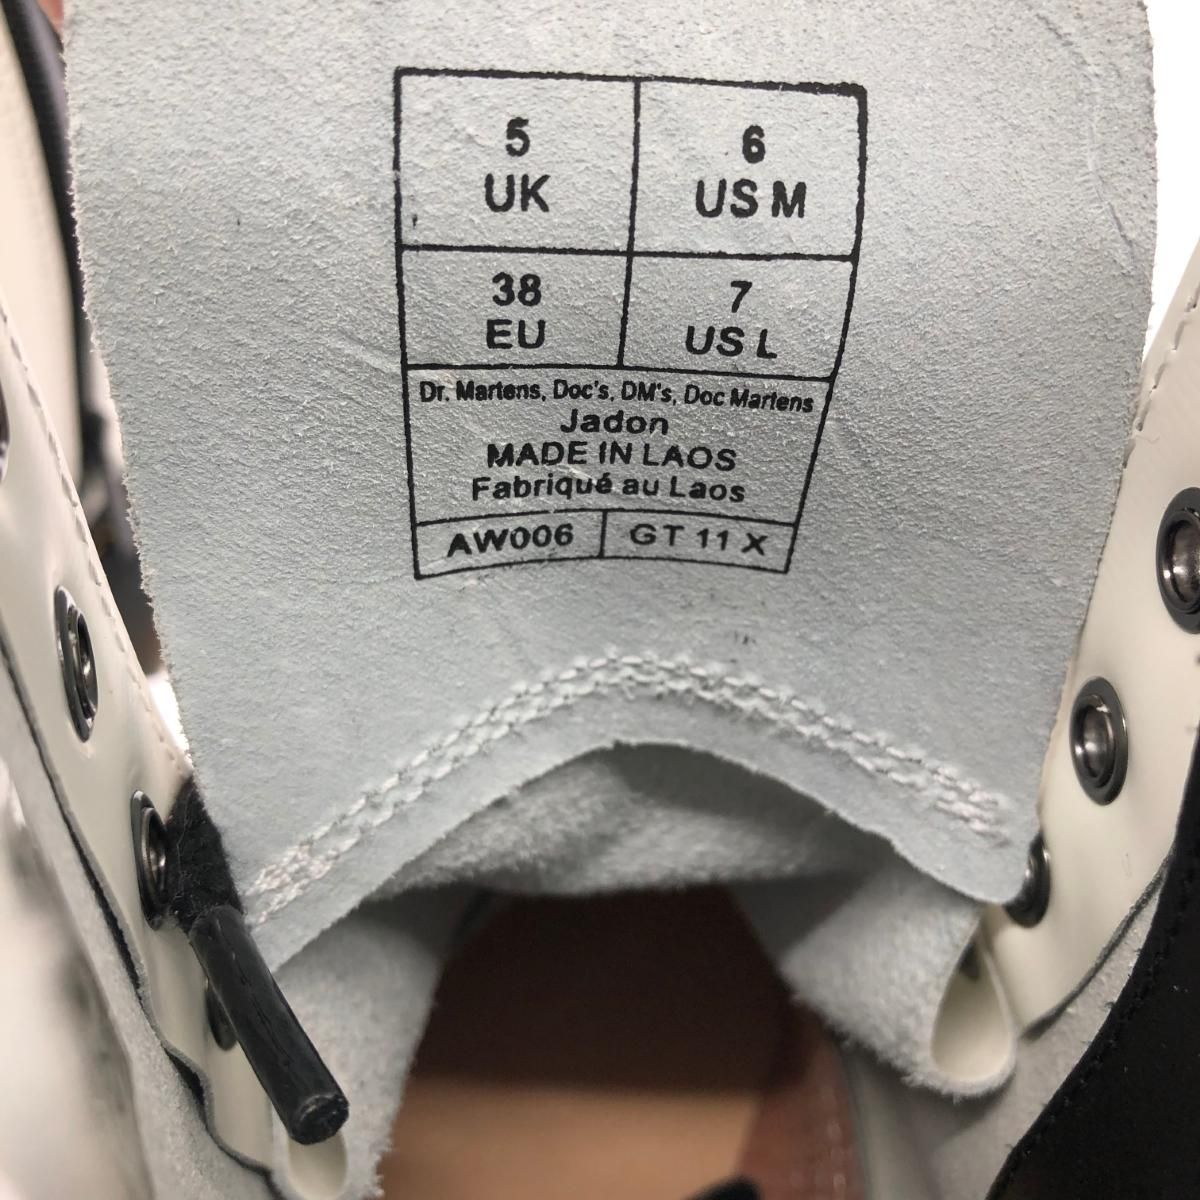 5
UK
6
US M
38
EU
7
US L
Dr. Martens, Doc's, DM's, Doc Martens
Jadon
MADE IN LAOS
Fabriqué au Laos
AW006
GT 11 X